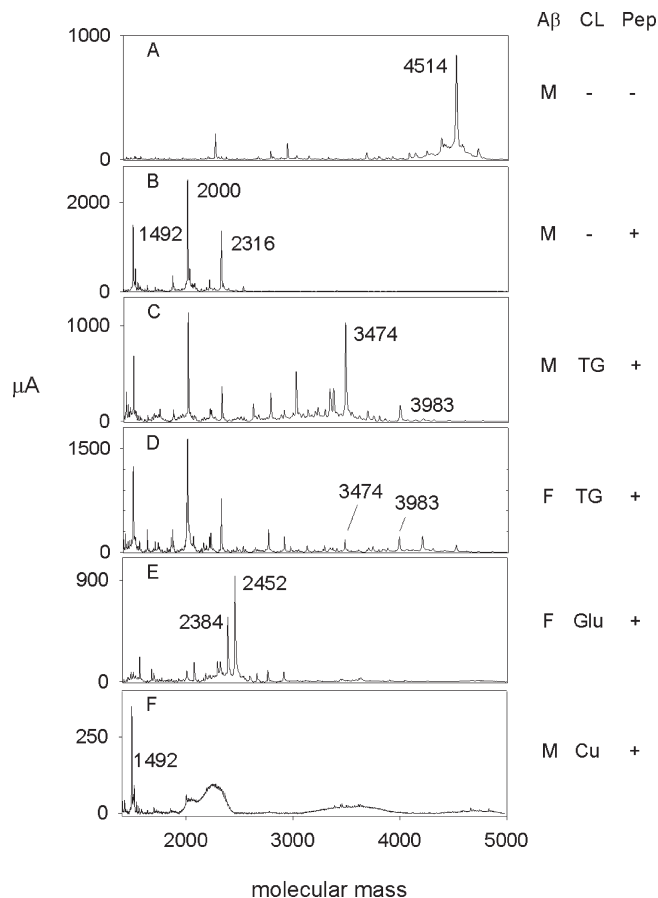 Aβ CL Pep
1000
A
4514
M - -
0
B
2000
2000
1492
2316
M - +
0
C
1000
3474
M TG +
μA
3983
0
D
1500
3474
3983
F TG +
0
E
900
2452
2384
F Glu +
0
F
250
1492
M Cu +
0
2000 3000 4000 5000
molecular mass